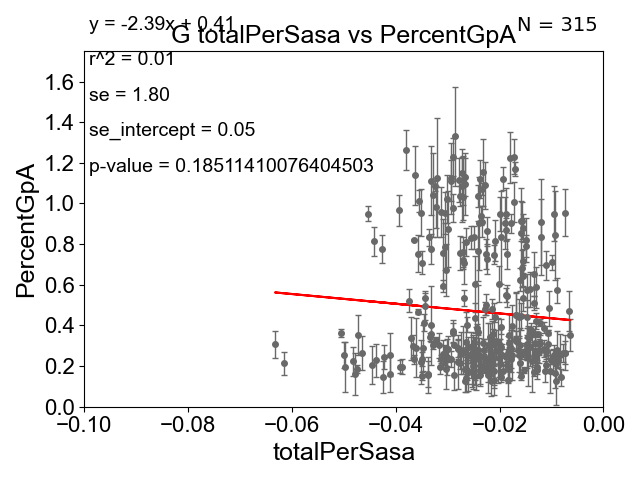 y = -2.39x + 0.41
N = 315
G totalPerSasa vs PercentGpA
r^2 = 0.01
se = 1.80
se_intercept = 0.05
p-value = 0.18511410076404503
PercentGpA
1.6
1.4
1.2
1.0
0.8
0.6
0.4
0.2
0.0
−0.10 −0.08 −0.06 −0.04 −0.02 0.00
totalPerSasa